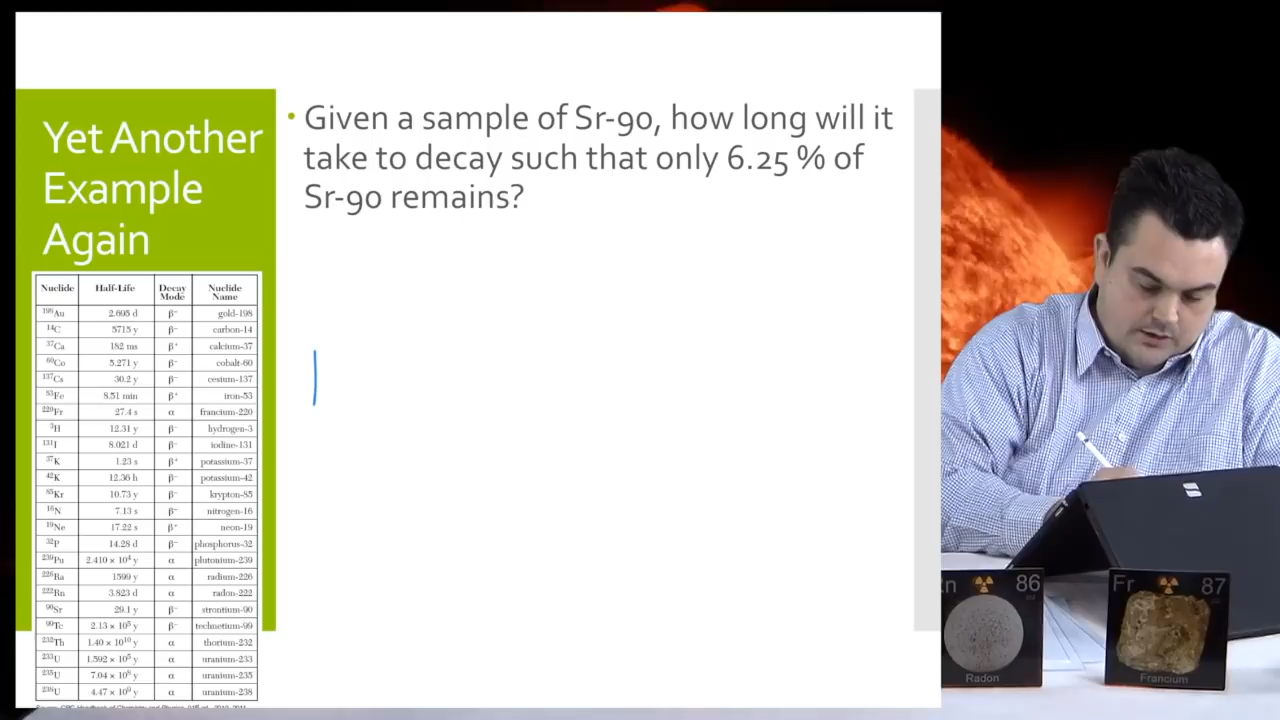 Yet Another
Example
Again
• Given a sample of Sr-90, how long will it
take to decay such that only 6.25 % of
Sr-90 remains?
Nuclide Half-Life Decay Mode Nuclide Name
198Au 2.695 d β− gold-198
14C 5715 y β− carbon-14
37Ca 182 ms β+ calcium-37
60Co 5.271 y β− cobalt-60
137Cs 30.2 y β− cesium-137
53Fe 8.51 min β+ iron-53
220Fr 27.4 s α francium-220
3H 12.31 y β− hydrogen-3
131I 8.021 d β− iodine-131
37K 1.23 s β+ potassium-37
42K 12.36 h β− potassium-42
85Kr 10.73 y β− krypton-85
16N 7.13 s β− nitrogen-16
19Ne 17.22 s β+ neon-19
32P 14.28 d β− phosphorus-32
239Pu 2.410 × 10⁴ y α plutonium-239
226Ra 1599 y α radium-226
222Rn 3.823 d α radon-222
90Sr 29.1 y β− strontium-90
99Tc 2.13 × 10⁵ y β− technetium-99
232Th 1.40 × 10¹⁰ y α thorium-232
233U 1.592 × 10⁵ y α uranium-233
235U 7.04 × 10⁸ y α uranium-235
238U 4.47 × 10⁹ y α uranium-238
86
Radon
Fr 87
Francium